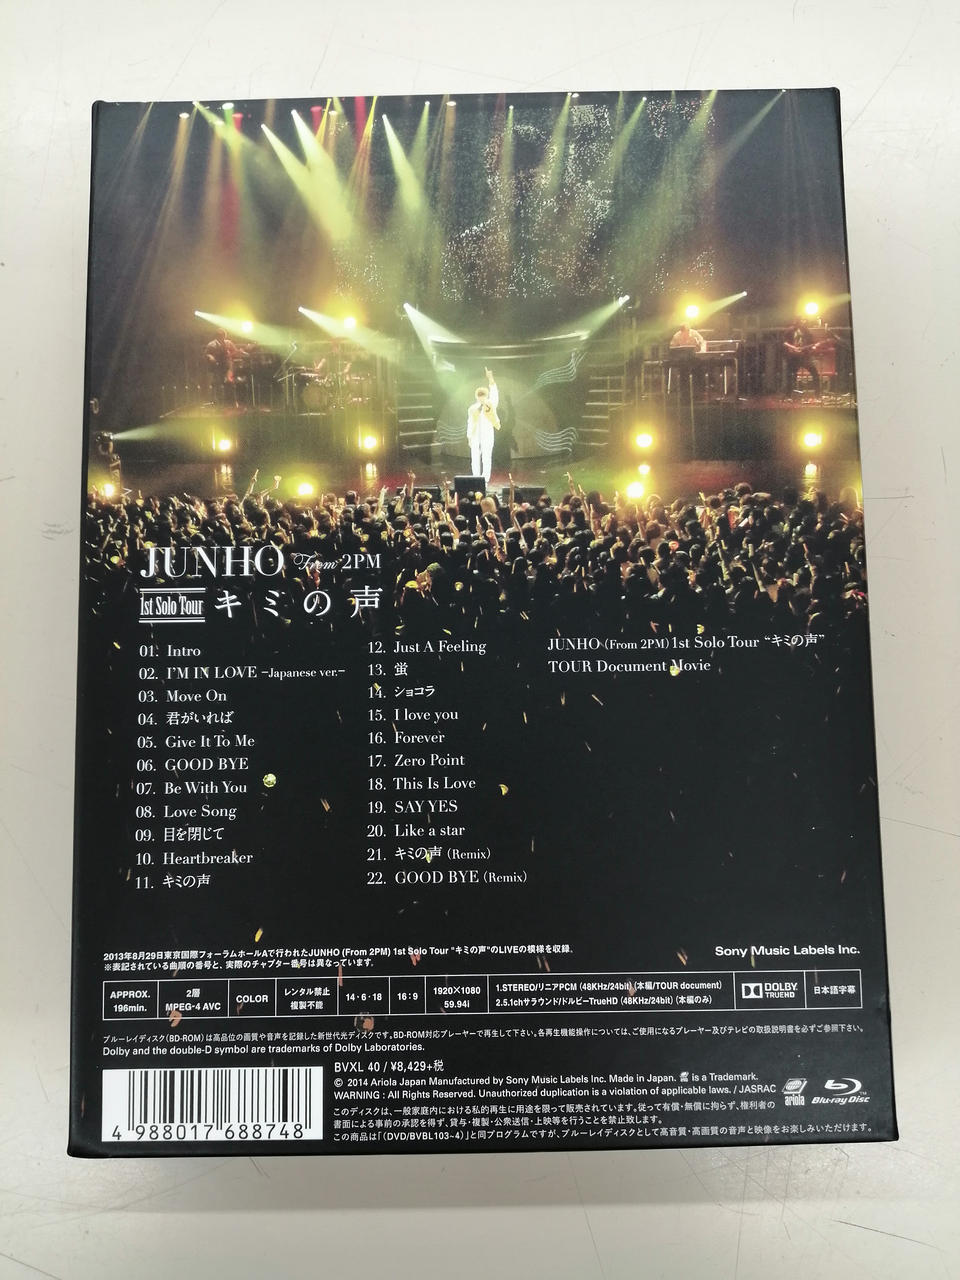 JUNHO From 2PM
1st Solo Tour キミの声
01. Intro
02. I'M IN LOVE -Japanese ver.-
03. Move On
04. 君がいれば
05. Give It To Me
06. GOOD BYE
07. Be With You
08. Love Song
09. 目を閉じて
10. Heartbreaker
11. キミの声
12. Just A Feeling
13. 蛍
14. ショコラ
15. I love you
16. Forever
17. Zero Point
18. This Is Love
19. SAY YES
20. Like a star
21. キミの声 (Remix)
22. GOOD BYE (Remix)
JUNHO (From 2PM) 1st Solo Tour “キミの声”
TOUR Document Movie
2013年8月29日東京国際フォーラムホールAで行われたJUNHO (From 2PM) 1st Solo Tour "キミの声"のLIVEの模様を収録。
※表記されている曲順の番号と、実際のチャプター番号は異なっています。
Sony Music Labels Inc.
APPROX. 196min.
2層 MPEG-4 AVC
COLOR
レンタル禁止 複製不能
14・6・18
16:9
1920×1080 59.94i
1.STEREO/リニアPCM (48KHz/24bit) (本編/TOUR document)
2.5.1chサラウンド/ドルビーTrueHD (48KHz/24bit) (本編のみ)
DOLBY TRUEHD
日本語字幕
ブルーレイディスク(BD-ROM)は高品位の画質や音声を記録した新世代光ディスクです。BD-ROM対応プレーヤーで再生して下さい。各再生機能操作については、ご使用になるプレーヤー及びテレビの取扱説明書を必ずご参照下さい。
Dolby and the double-D symbol are trademarks of Dolby Laboratories.
BVXL 40 / ¥8,429+税
© 2014 Ariola Japan Manufactured by Sony Music Labels Inc. Made in Japan. is a Trademark.
WARNING : All Rights Reserved. Unauthorized duplication is a violation of applicable laws. / JASRAC
ariola
Blu-ray Disc
このディスクは、一般家庭内における私的再生に用途を限って販売されています。従って有償・無償に拘らず、権利者の
書面による事前の承認を得ず、貸与・複製・公衆送信・上映等を行うことを禁止致します。
この商品は「(DVD/BVBL103~4)」と同プログラムですが、ブルーレイディスクとして高音質・高画質の音声と映像をお楽しみいただけます。
4 988017 688748